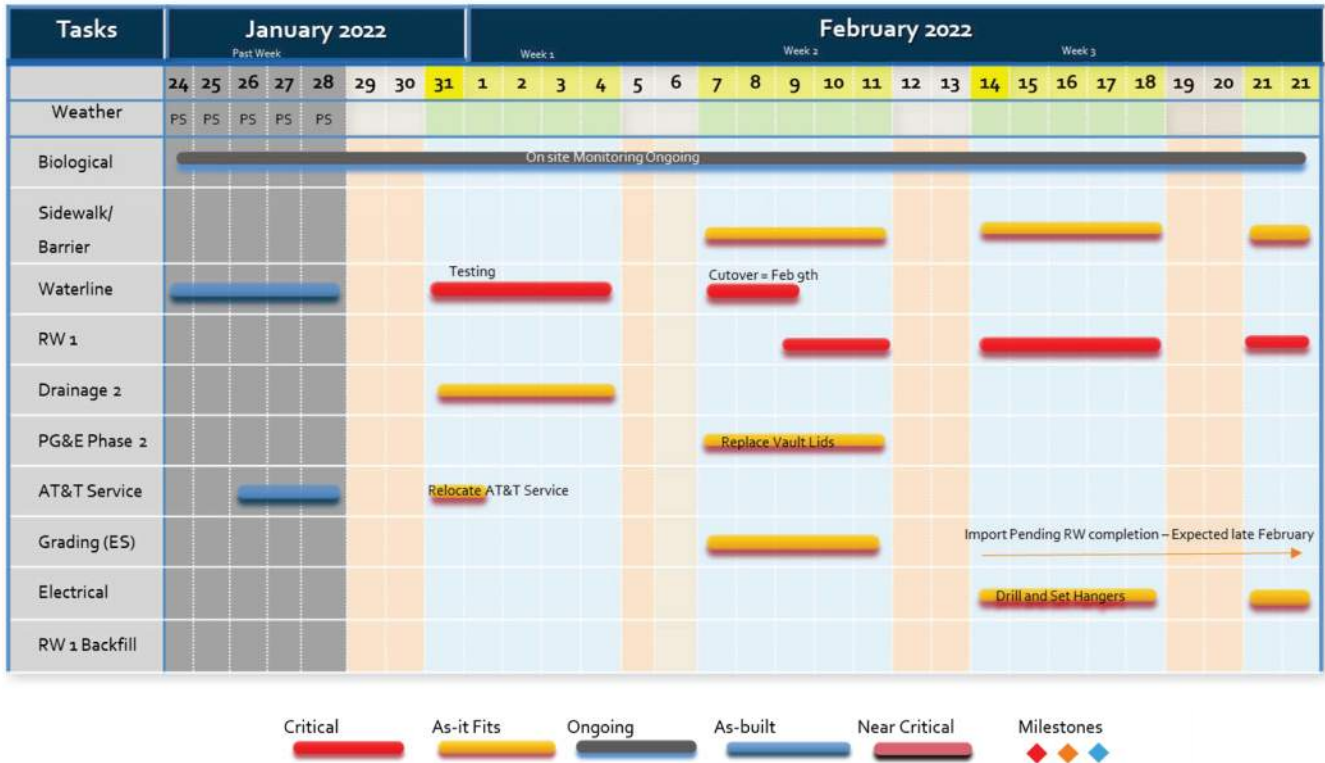 Tasks January 2022 February 2022
Past Week Week 1 Week 2 Week 3
24 25 26 27 28 29 30 31 1 2 3 4 5 6 7 8 9 10 11 12 13 14 15 16 17 18 19 20 21 21
Weather PS PS PS PS PS
Biological On site Monitoring Ongoing
Sidewalk/
Barrier
Testing Cutover = Feb 9th
Waterline
RW 1
Drainage 2
PG&E Phase 2 Replace Vault Lids
AT&T Service Relocate AT&T Service
Import Pending RW completion – Expected late February
Grading (ES)
Electrical Drill and Set Hangers
RW 1 Backfill
Critical As-it Fits Ongoing As-built Near Critical Milestones